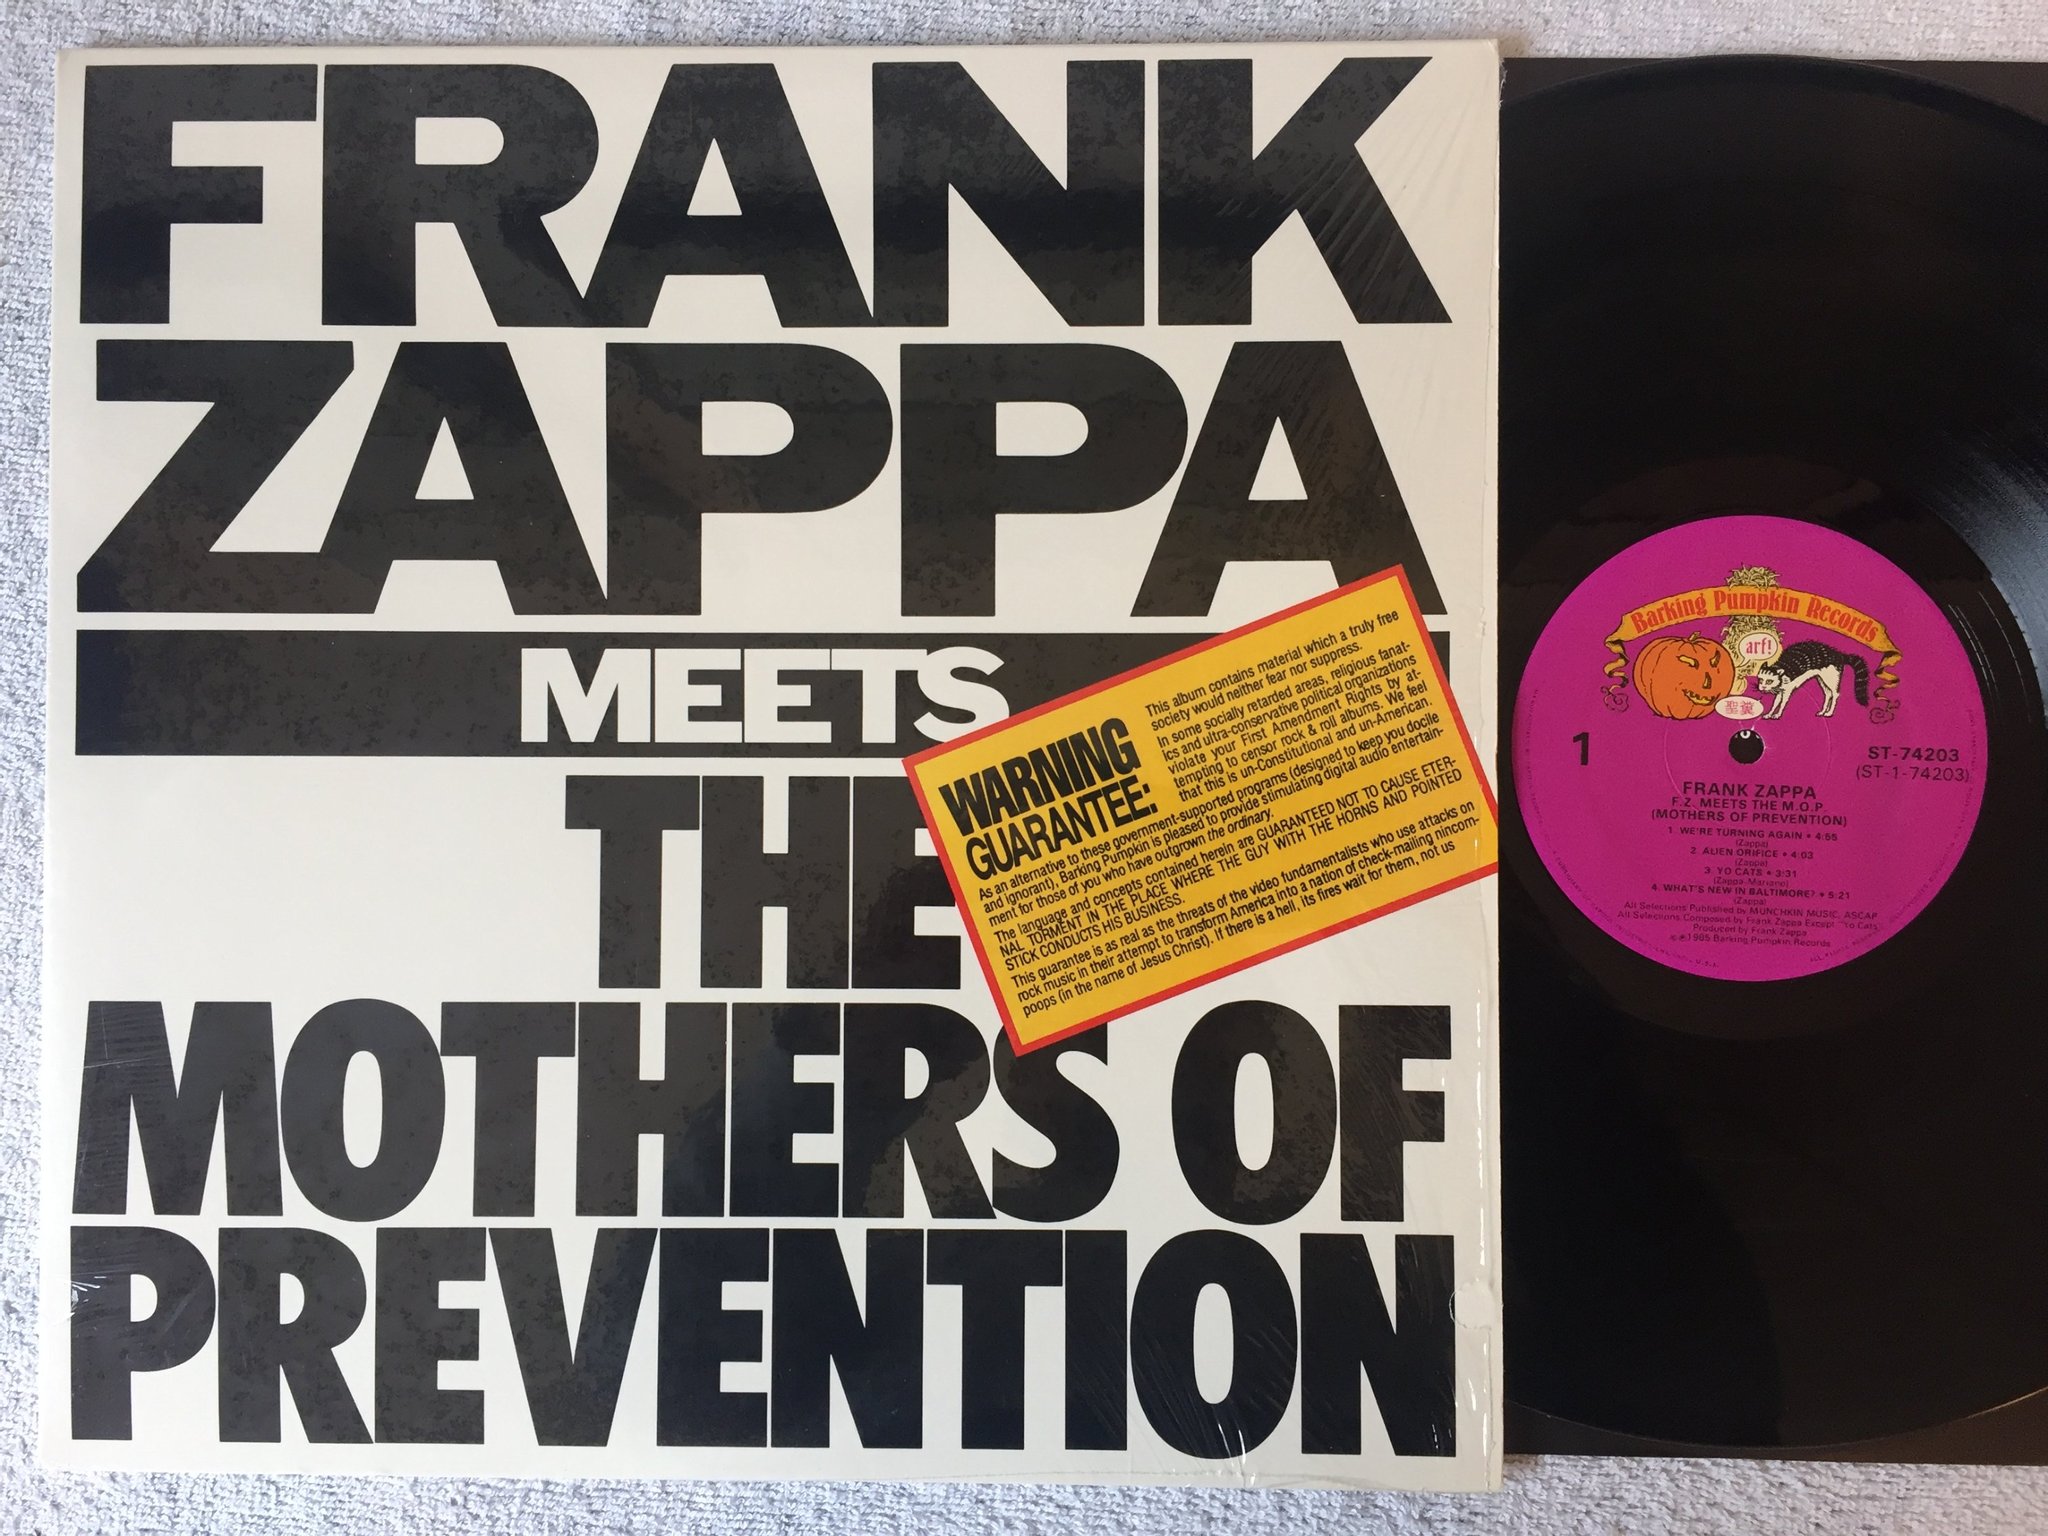 FRANK
ZAPPA
MEETS
THE
MOTHERS OF
PREVENTION
WARNING
GUARANTEE:
This album contains material which a truly free
society would neither fear nor suppress.
In some socially retarded areas, religious fanat-
ics and ultra-conservative political organizations
violate your First Amendment Rights by at-
tempting to censor rock & roll albums. We feel
that this is un-Constitutional and un-American.
As an alternative to these government-supported programs (designed to keep you docile
and ignorant), Barking Pumpkin is pleased to provide stimulating digital audio entertain-
ment for those of you who have outgrown the ordinary.
The language and concepts contained herein are GUARANTEED NOT TO CAUSE ETER-
NAL TORMENT IN THE PLACE WHERE THE GUY WITH THE HORNS AND POINTED
STICK CONDUCTS HIS BUSINESS.
This guarantee is as real as the threats of the video fundamentalists who use attacks on
rock music in their attempt to transform America into a nation of check-mailing nincom-
poops (in the name of Jesus Christ). If there is a hell, its fires wait for them, not us
Barking Pumpkin Records
arf!
聖糞
1
ST-74203
(ST-1-74203)
FRANK ZAPPA
F.Z. MEETS THE M.O.P.
(MOTHERS OF PREVENTION)
1. WE'RE TURNING AGAIN • 4:55
(Zappa)
2. ALIEN ORIFICE • 4:03
(Zappa)
3. YO CATS • 3:31
(Zappa-Mariano)
4. WHAT'S NEW IN BALTIMORE? • 5:21
(Zappa)
All Selections Published by MUNCHKIN MUSIC, ASCAP
All Selections Composed by Frank Zappa Except "Yo Cats"
Produced by Frank Zappa
©℗1985 Barking Pumpkin Records